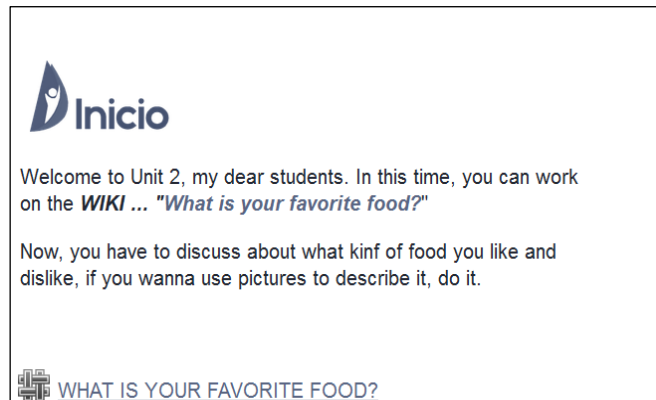 Inicio
Welcome to Unit 2, my dear students. In this time, you can work
on the WIKI ... "What is your favorite food?"
Now, you have to discuss about what kinf of food you like and
dislike, if you wanna use pictures to describe it, do it.
WHAT IS YOUR FAVORITE FOOD?